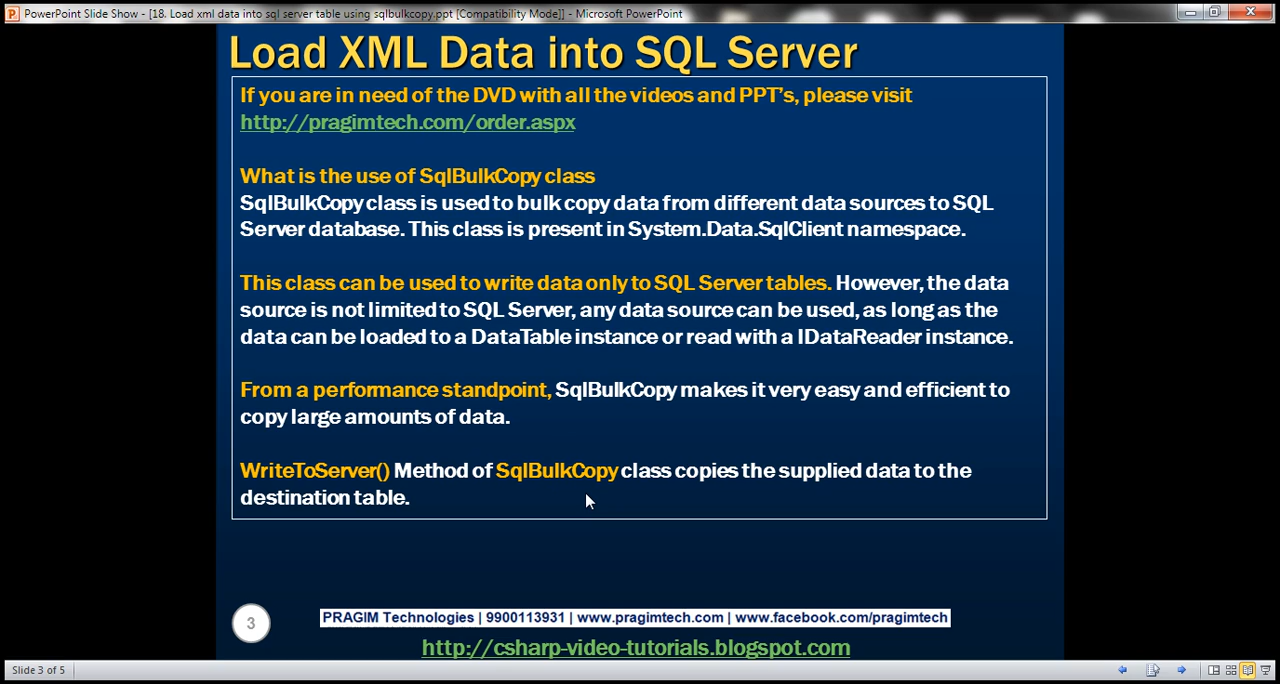 PowerPoint Slide Show - [18. Load xml data into sql server table using sqlbulkcopy.ppt [Compatibility Mode]] - Microsoft PowerPoint
Load XML Data into SQL Server
If you are in need of the DVD with all the videos and PPT's, please visit
http://pragimtech.com/order.aspx
What is the use of SqlBulkCopy class
SqlBulkCopy class is used to bulk copy data from different data sources to SQL
Server database. This class is present in System.Data.SqlClient namespace.
This class can be used to write data only to SQL Server tables. However, the data
source is not limited to SQL Server, any data source can be used, as long as the
data can be loaded to a DataTable instance or read with a IDataReader instance.
From a performance standpoint, SqlBulkCopy makes it very easy and efficient to
copy large amounts of data.
WriteToServer() Method of SqlBulkCopy class copies the supplied data to the
destination table.
3
PRAGIM Technologies | 9900113931 | www.pragimtech.com | www.facebook.com/pragimtech
http://csharp-video-tutorials.blogspot.com
Slide 3 of 5